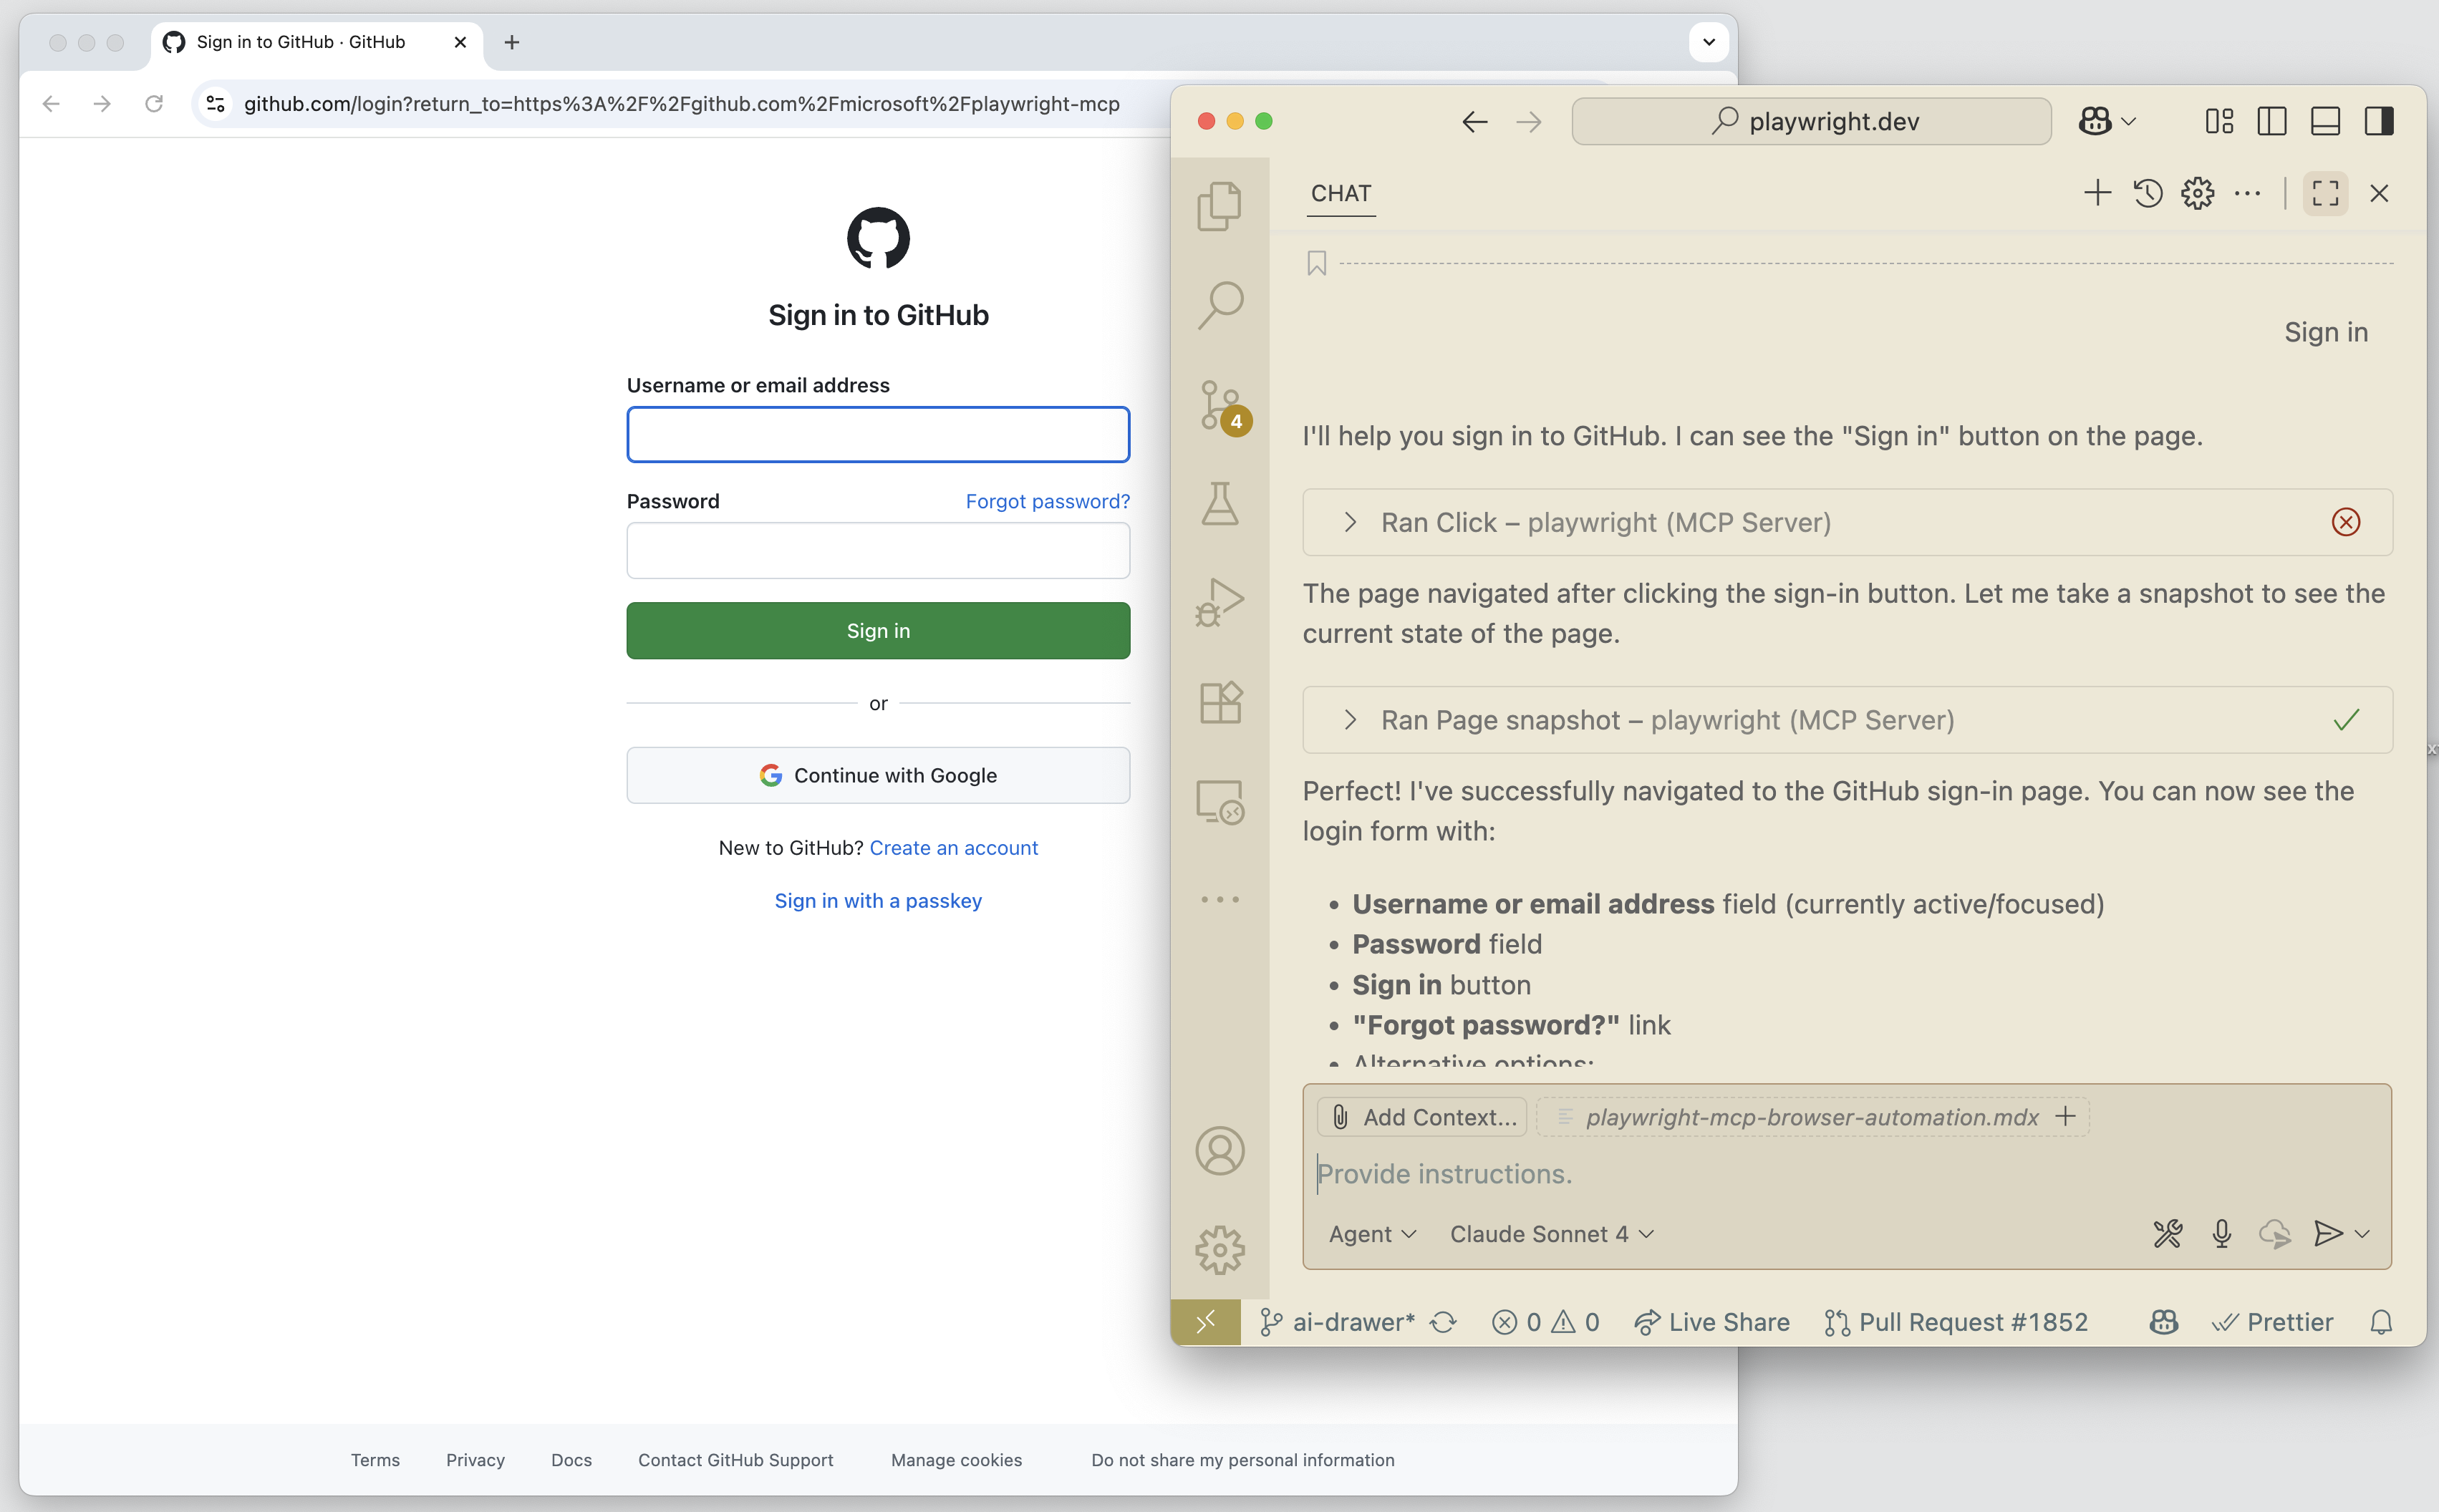 Sign in to GitHub · GitHub
github.com/login?return_to=https%3A%2F%2Fgithub.com%2Fmicrosoft%2Fplaywright-mcp
Sign in to GitHub
Username or email address
Password
Forgot password?
Sign in
or
Continue with Google
New to GitHub? Create an account
Sign in with a passkey
Terms
Privacy
Docs
Contact GitHub Support
Manage cookies
Do not share my personal information
playwright.dev
CHAT
Sign in
4
I'll help you sign in to GitHub. I can see the "Sign in" button on the page.
Ran Click – playwright (MCP Server)
The page navigated after clicking the sign-in button. Let me take a snapshot to see the
current state of the page.
Ran Page snapshot – playwright (MCP Server)
Perfect! I've successfully navigated to the GitHub sign-in page. You can now see the
login form with:
• Username or email address field (currently active/focused)
• Password field
• Sign in button
• "Forgot password?" link
• Alternative options:
Add Context...
playwright-mcp-browser-automation.mdx
Provide instructions.
Agent
Claude Sonnet 4
ai-drawer*
0
0
Live Share
Pull Request #1852
Prettier